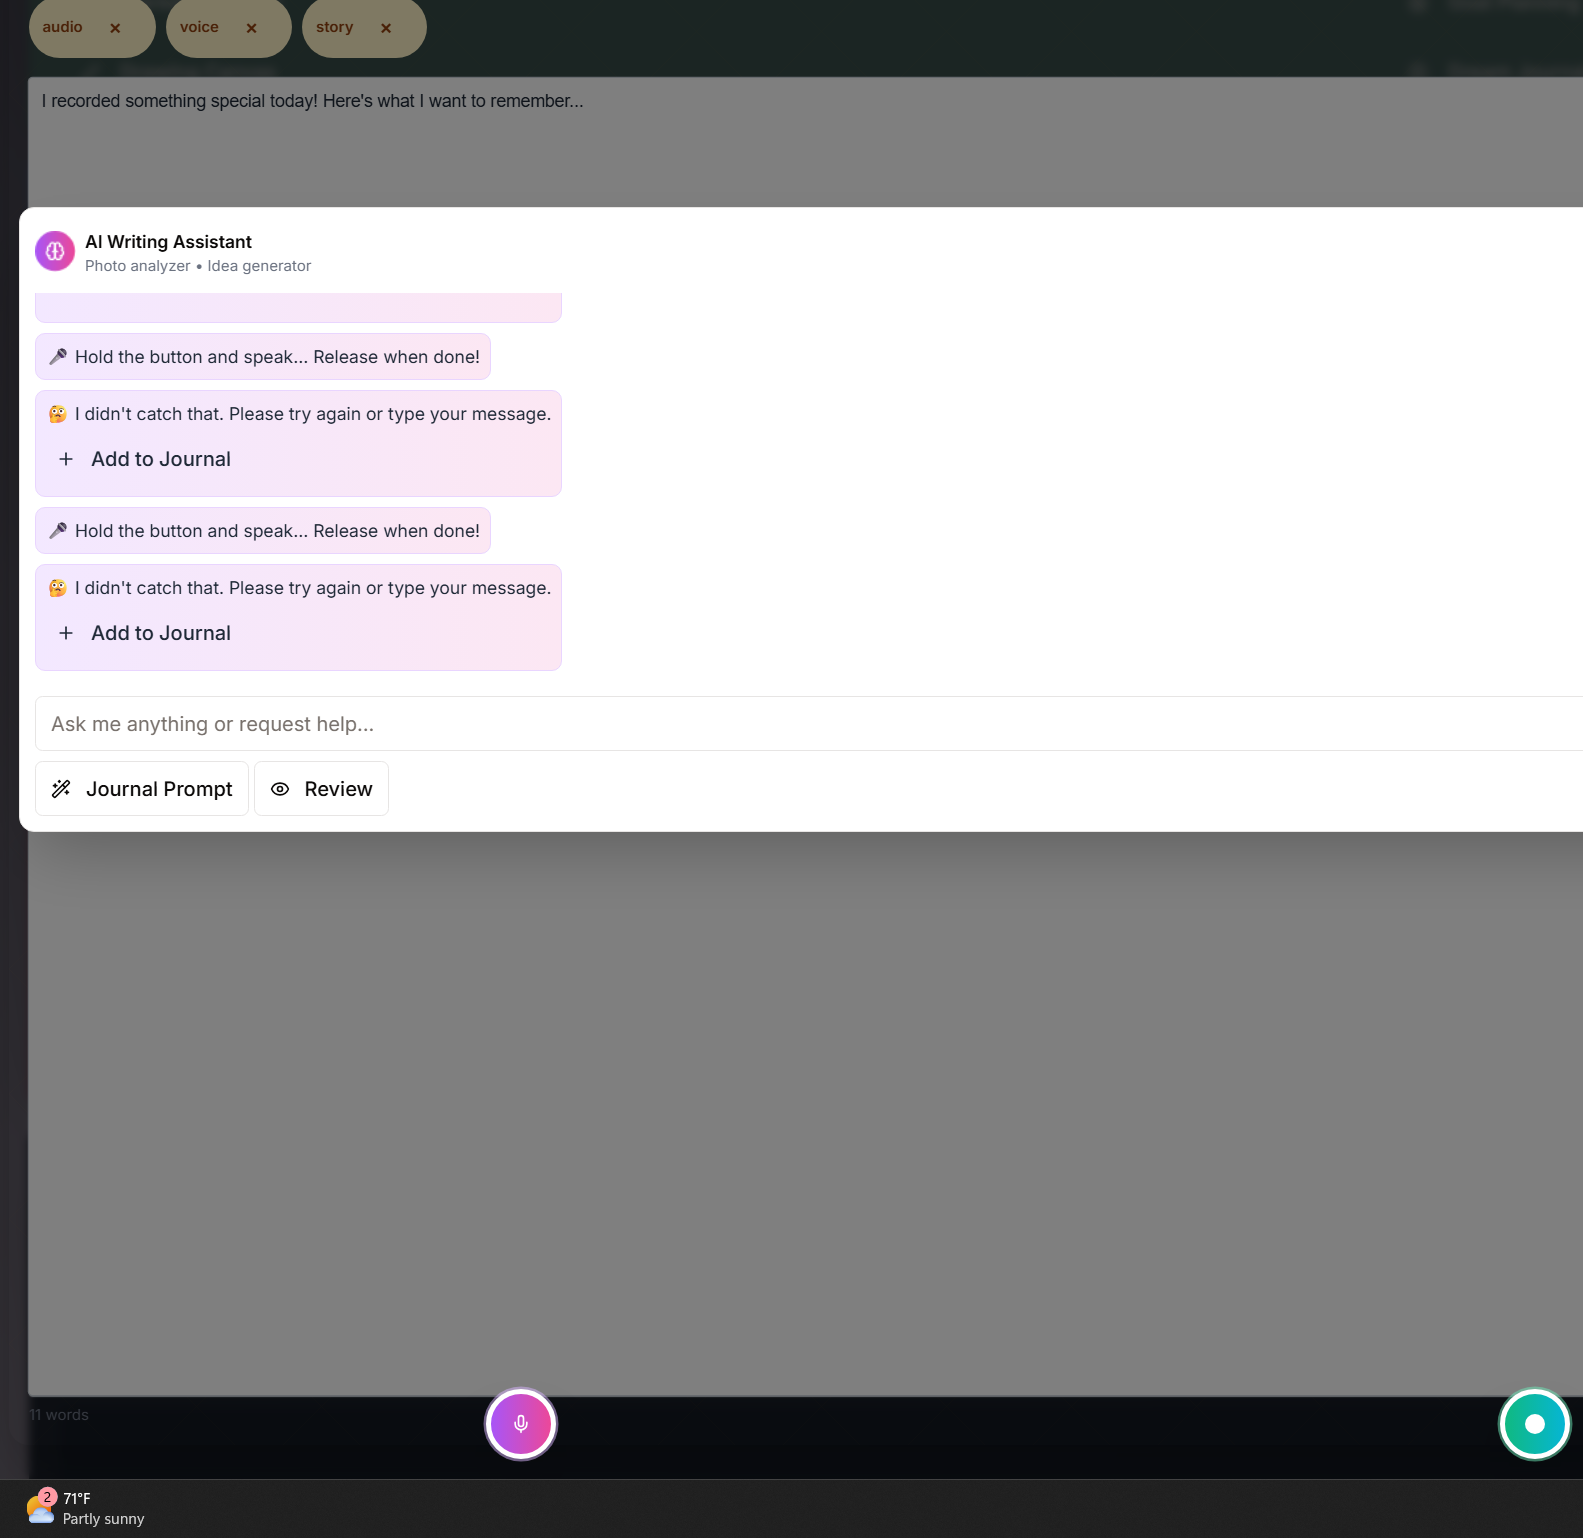 audio ×
voice ×
story ×
I recorded something special today! Here's what I want to remember...
AI Writing Assistant
Photo analyzer • Idea generator
Hold the button and speak... Release when done!
I didn't catch that. Please try again or type your message.
+ Add to Journal
Hold the button and speak... Release when done!
I didn't catch that. Please try again or type your message.
+ Add to Journal
Ask me anything or request help...
Journal Prompt
Review
11 words
2
71°F
Partly sunny